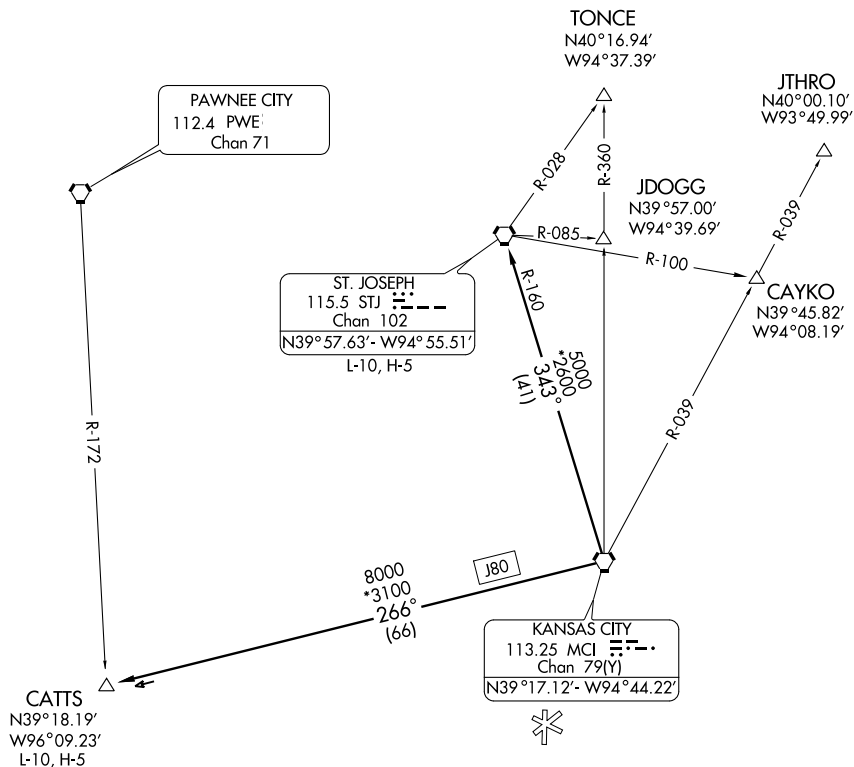 TONCE
N40°16.94'
W94°37.39'
JTHRO
N40°00.10'
W93°49.99'
PAWNEE CITY
112.4 PWE
Chan 71
R-028
R-360
R-039
JDOGG
N39°57.00'
W94°39.69'
R-085
R-100
ST. JOSEPH
115.5 STJ
Chan 102
N39°57.63'- W94°55.51'
L-10, H-5
R-160
CAYKO
N39°45.82'
W94°08.19'
5000
*2600
343°
(41)
R-172
R-039
J80
8000
*3100
266°
(66)
KANSAS CITY
113.25 MCI
Chan 79(Y)
N39°17.12'- W94°44.22'
CATTS
N39°18.19'
W96°09.23'
L-10, H-5